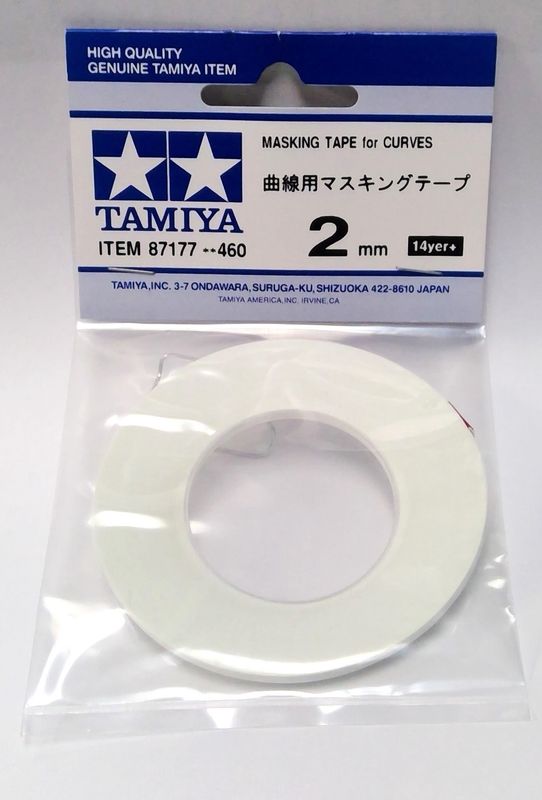 HIGH QUALITY
GENUINE TAMIYA ITEM
MASKING TAPE for CURVES
曲線用マスキングテープ
TAMIYA
ITEM 87177 **460
2 mm
14yer+
TAMIYA,INC. 3-7 ONDAWARA, SURUGA-KU, SHIZUOKA 422-8610 JAPAN
TAMIYA AMERICA,INC. IRVINE,CA